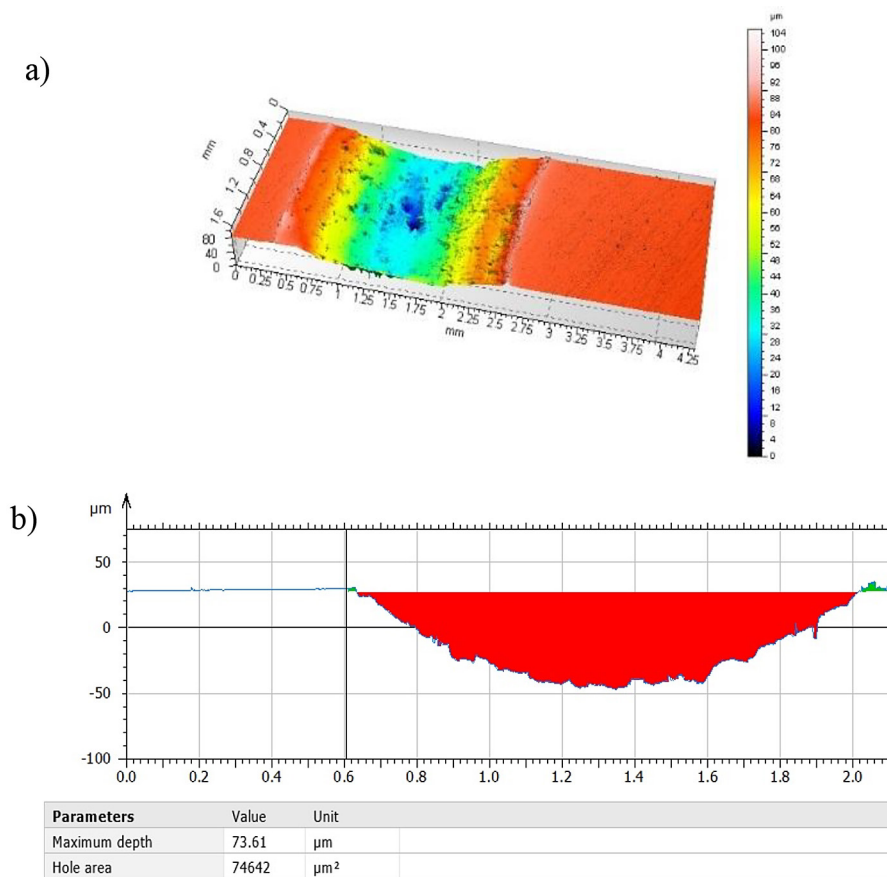 a)
µm
104
100
96
92
88
84
80
76
72
68
64
60
56
52
48
44
40
36
32
28
24
20
16
12
8
4
0
mm
0 0.4 0.8 1.2 1.6
80
40
0
0 0.25 0.5 0.75 1 1.25 1.5 1.75 2 2.25 2.5 2.75 3 3.25 3.5 3.75 4 4.25
mm
b)
µm
50
0
-50
-100
0.0 0.2 0.4 0.6 0.8 1.0 1.2 1.4 1.6 1.8 2.0
Parameters Value Unit
Maximum depth 73.61 µm
Hole area 74642 µm²